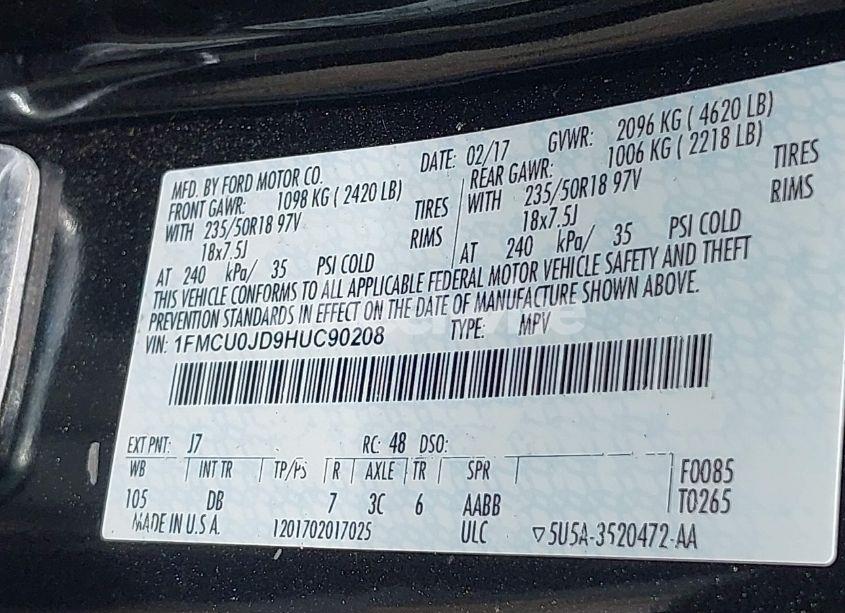 MFD. BY FORD MOTOR CO. DATE: 02/17 GVWR: 2096 KG ( 4620 LB)
FRONT GAWR: 1098 KG ( 2420 LB) REAR GAWR: 1006 KG ( 2218 LB)
WITH 235/50R18 97V TIRES WITH 235/50R18 97V TIRES
18x7.5J RIMS 18x7.5J RIMS
AT 240 kPa/ 35 PSI COLD AT 240 kPa/ 35 PSI COLD
THIS VEHICLE CONFORMS TO ALL APPLICABLE FEDERAL MOTOR VEHICLE SAFETY AND THEFT
PREVENTION STANDARDS IN EFFECT ON THE DATE OF MANUFACTURE SHOWN ABOVE.
VIN: 1FMCU0JD9HUC90208 TYPE: MPV
EXT PNT: J7 RC: 48 DSO:
WB INT TR TP/PS R AXLE TR SPR F0085
105 DB 7 3C 6 AABB T0265
MADE IN U.S.A. 1201702017025 ULC ▽5U5A-3520472-AA